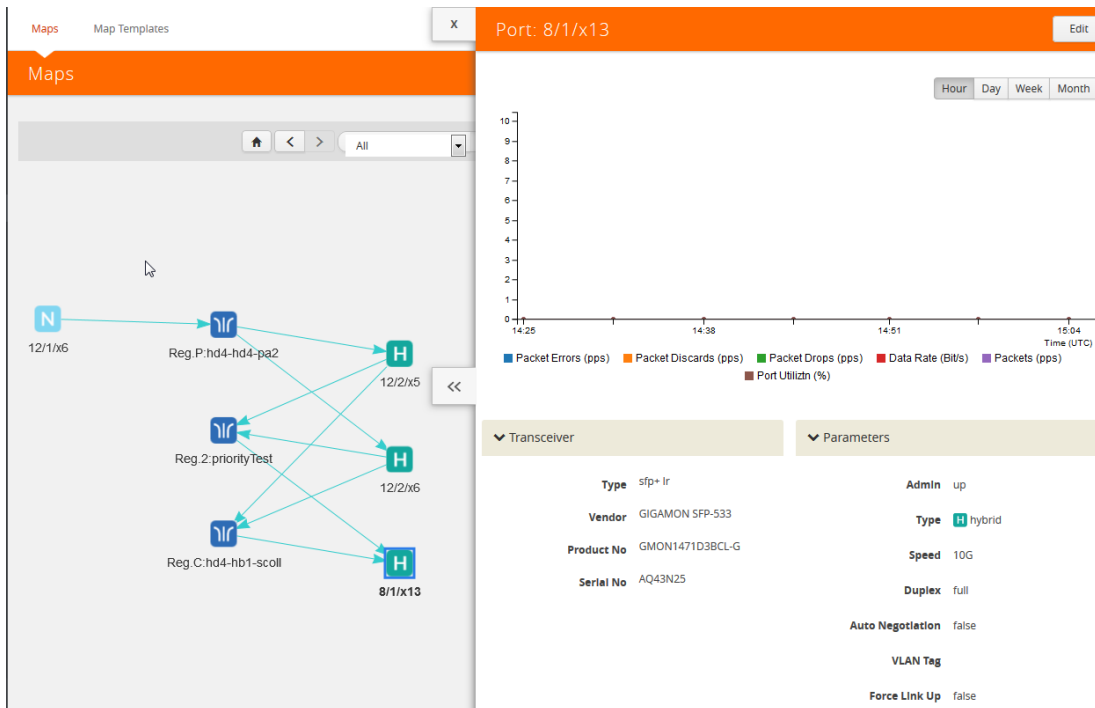 Maps Map Templates
x
Port: 8/1/x13
Edit
Maps
Hour Day Week Month
All
10
9
8
7
6
5
4
3
2
1
0
14:25 14:38 14:51 15:04
Time (UTC)
Packet Errors (pps) Packet Discards (pps) Packet Drops (pps) Data Rate (Bit/s) Packets (pps)
Port Utiliztn (%)
N
12/1/x6
Reg.P:hd4-hd4-pa2
H
12/2/x5
Reg.2:priorityTest
H
12/2/x6
Reg.C:hd4-hb1-scoll
H
8/1/x13
Transceiver
Type sfp+ lr
Vendor GIGAMON SFP-533
Product No GMON1471D3BCL-G
Serial No AQ43N25
Parameters
Admin up
Type H hybrid
Speed 10G
Duplex full
Auto Negotiation false
VLAN Tag
Force Link Up false